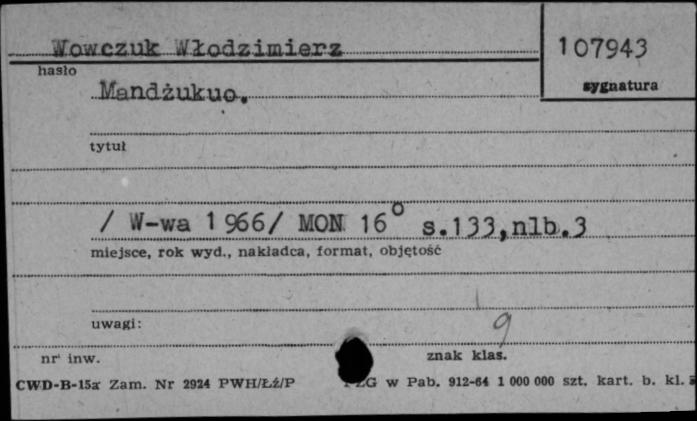 Wowczuk Włodzimierz
107943
hasło
sygnatura
Mandżukuo.
tytuł
/ W-wa 1966/ MON 16° s.133,nlb.3
miejsce, rok wyd., nakładca, format, objętość
uwagi:
9
nr inw.
znak klas.
CWD-B-15a Zam. Nr 2924 PWH/Łź/P
w Pab. 912-64 1 000 000 szt. kart. b. kl.